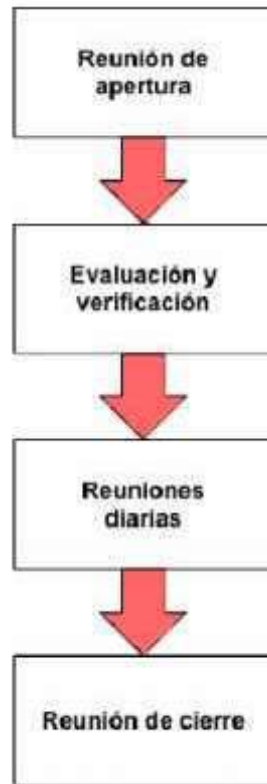 Reunión de
apertura
Evaluación y
verificación
Reuniones
diarias
Reunión de cierre